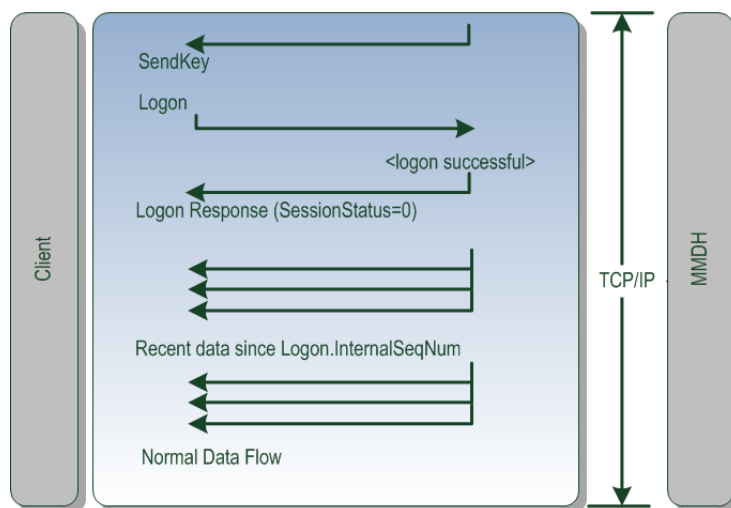 SendKey
Logon
<logon successful>
Logon Response (SessionStatus=0)
Client
TCP/IP
MMDH
Recent data since Logon.InternalSeqNum
Normal Data Flow